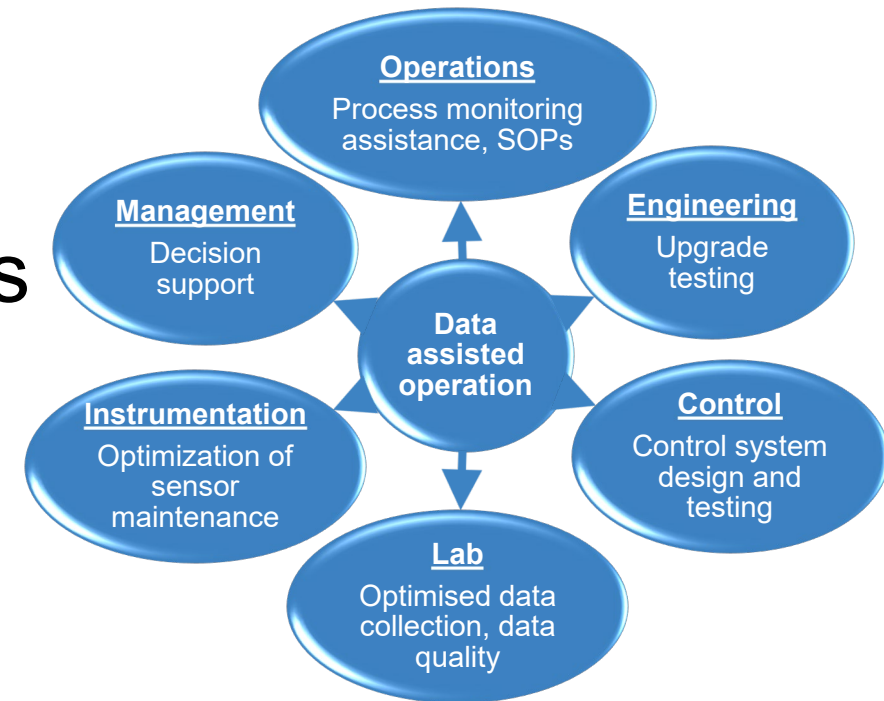 Operations
Process monitoring
assistance, SOPs
Management
Decision
support
Engineering
Upgrade
testing
s
Data
assisted
operation
Instrumentation
Optimization of
sensor
maintenance
Control
Control system
design and
testing
Lab
Optimised data
collection, data
quality